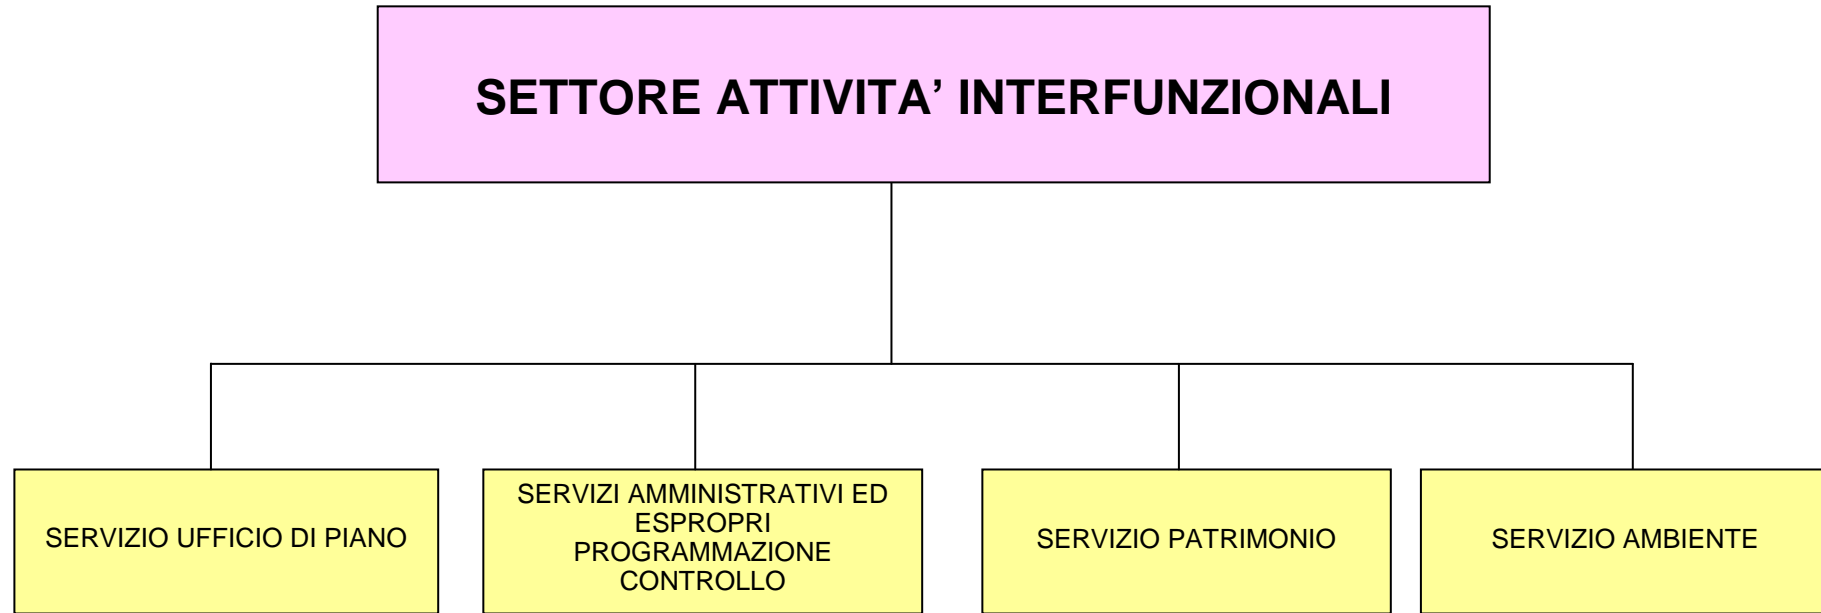 SETTORE ATTIVITA’ INTERFUNZIONALI
SERVIZIO UFFICIO DI PIANO
SERVIZI AMMINISTRATIVI ED
ESPROPRI
PROGRAMMAZIONE
CONTROLLO
SERVIZIO PATRIMONIO
SERVIZIO AMBIENTE